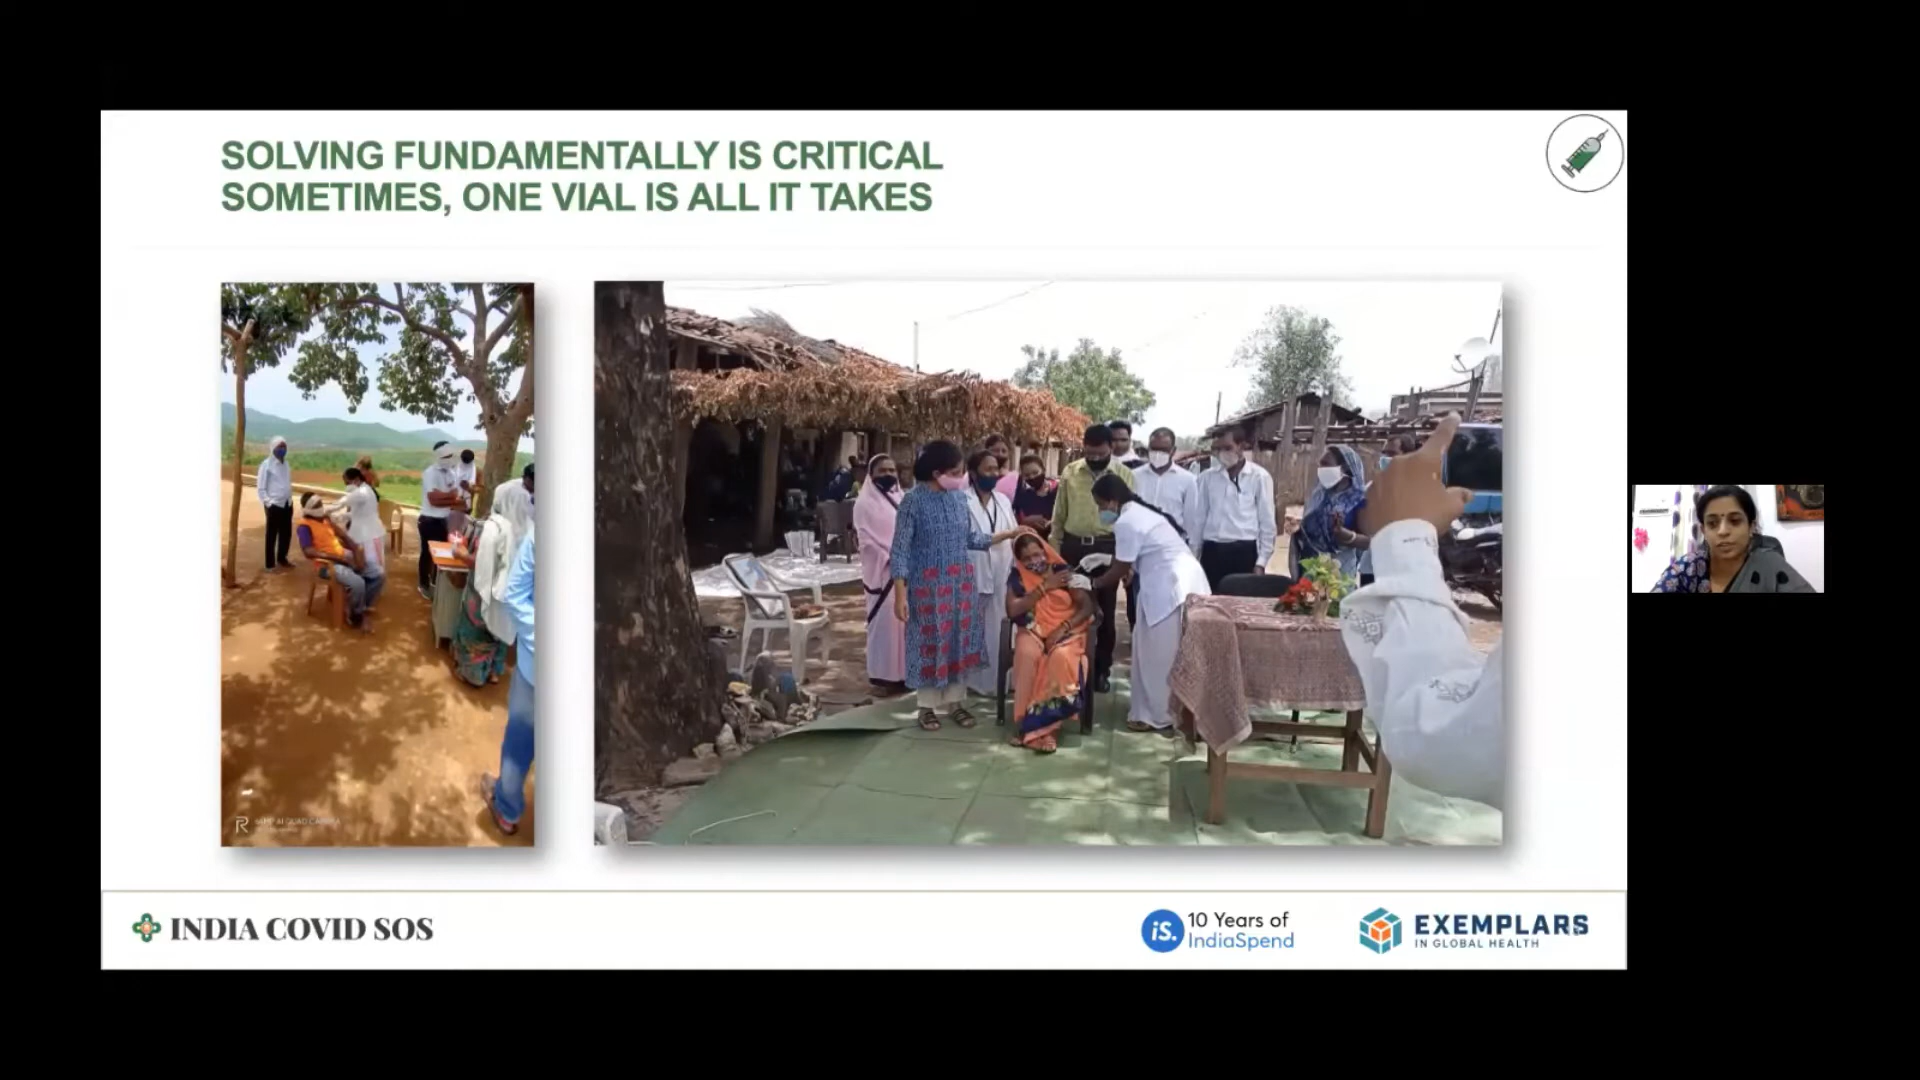 SOLVING FUNDAMENTALLY IS CRITICAL
SOMETIMES, ONE VIAL IS ALL IT TAKES
INDIA COVID SOS
iS.
10 Years of
IndiaSpend
EXEMPLARS
IN GLOBAL HEALTH